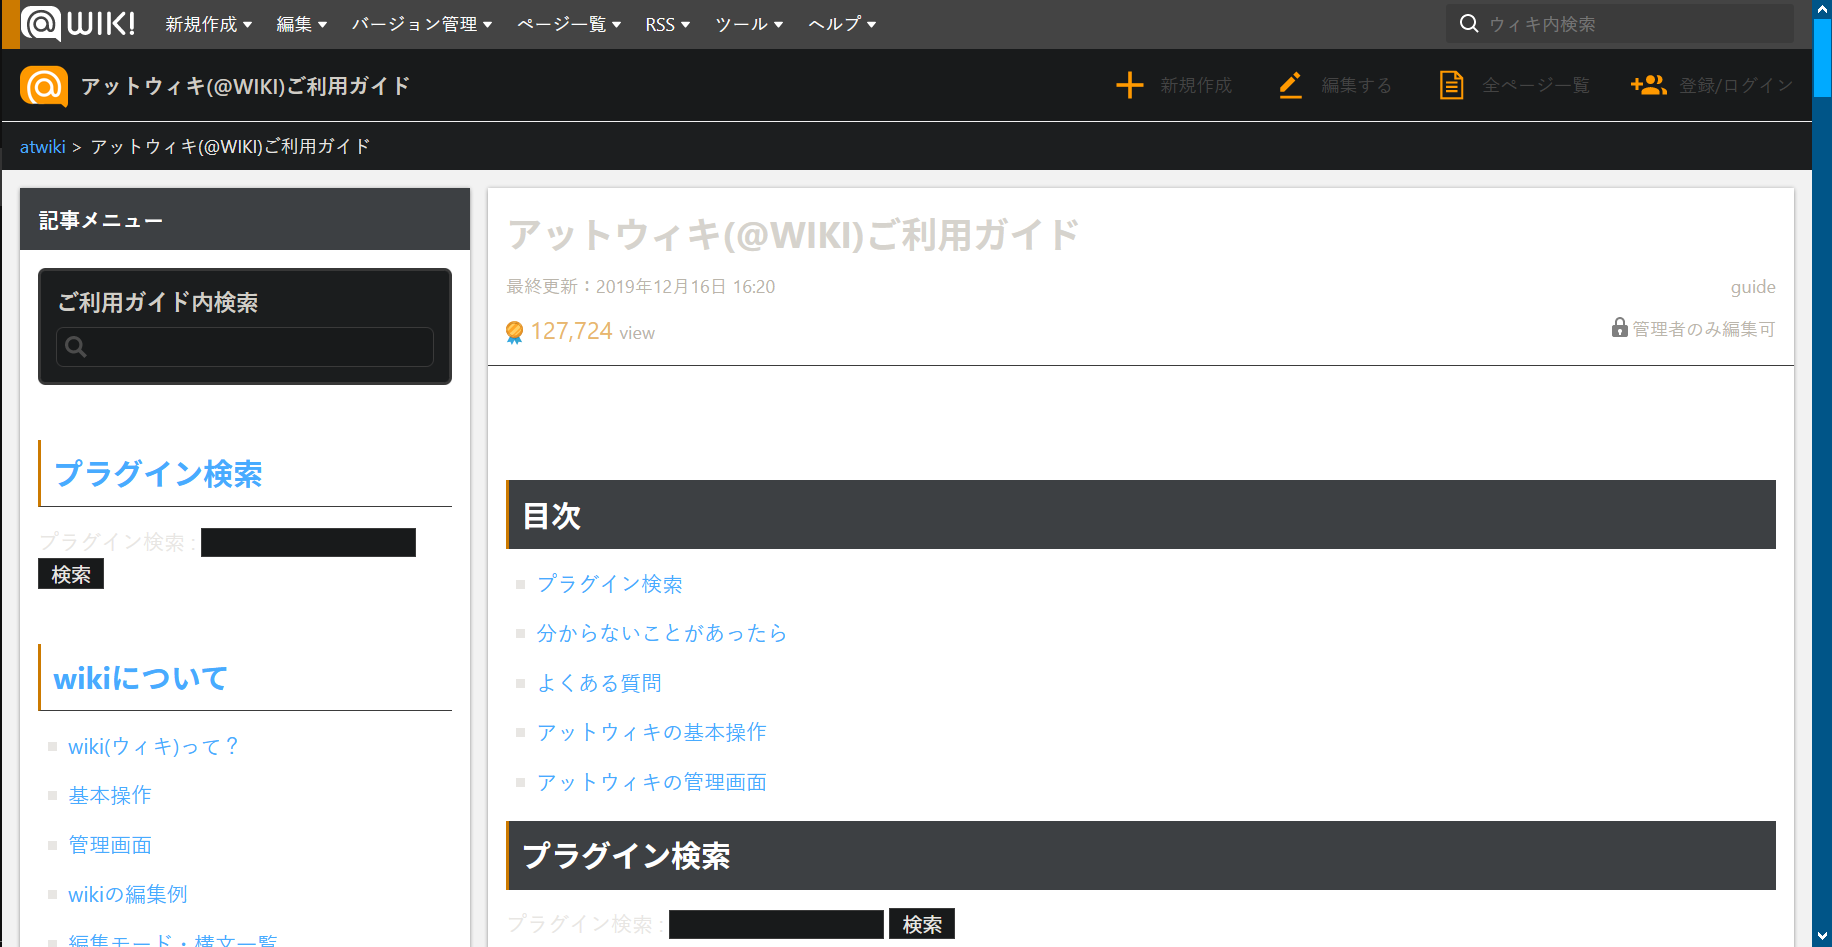 @WIKI! 新規作成 編集 バージョン管理 ページ一覧 RSS ツール ヘルプ ウィキ内検索
アットウィキ(@WIKI)ご利用ガイド 新規作成 編集する 全ページ一覧 登録/ログイン
atwiki > アットウィキ(@WIKI)ご利用ガイド
記事メニュー
ご利用ガイド内検索
プラグイン検索
プラグイン検索 :
検索
wikiについて
wiki(ウィキ)って？
基本操作
管理画面
wikiの編集例
編集モード・構文一覧
アットウィキ(@WIKI)ご利用ガイド
最終更新：2019年12月16日 16:20
guide
127,724 view
管理者のみ編集可
目次
プラグイン検索
分からないことがあったら
よくある質問
アットウィキの基本操作
アットウィキの管理画面
プラグイン検索
プラグイン検索 : 検索